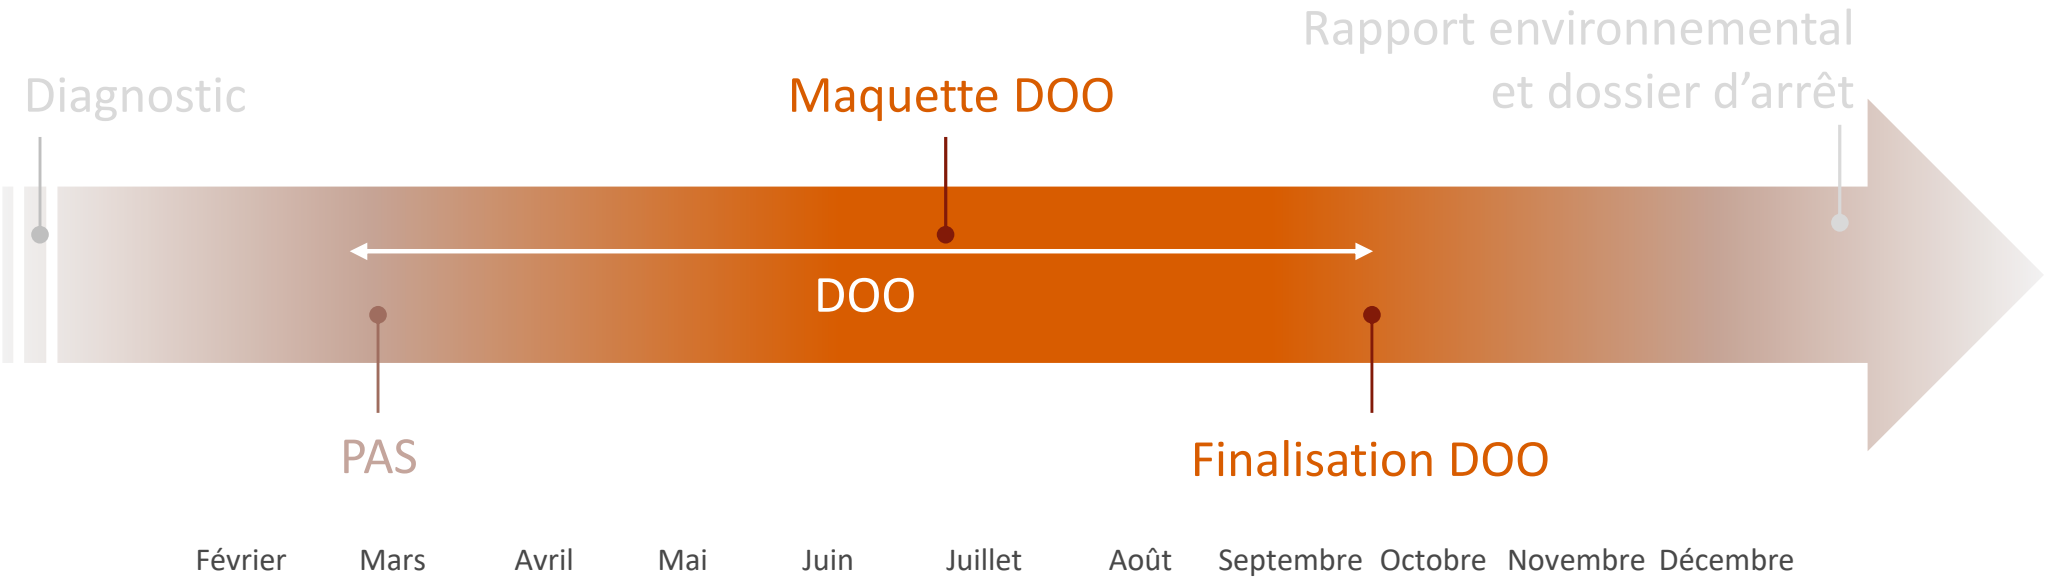 Rapport environnemental
et dossier d’arrêt
Diagnostic
Maquette DOO
DOO
PAS
Finalisation DOO
Février Mars Avril Mai Juin Juillet Août Septembre Octobre Novembre Décembre